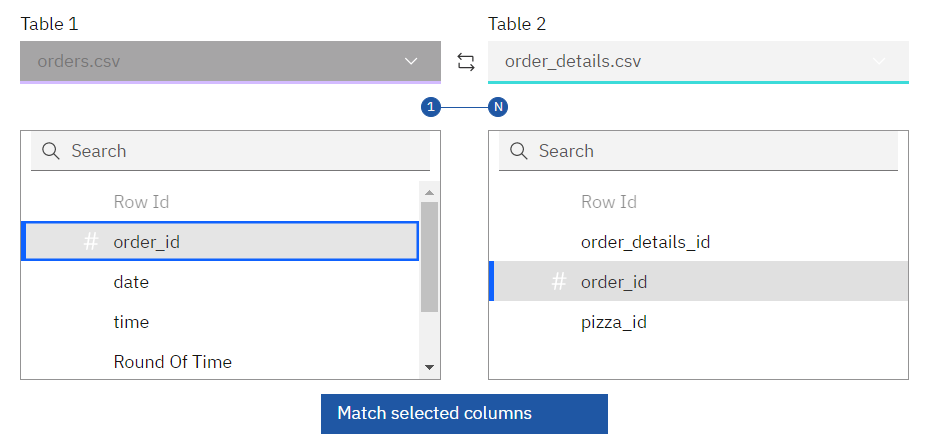 Table 1
Table 2
orders.csv
order_details.csv
1
N
Search
Search
Row Id
# order_id
date
time
Round Of Time
Row Id
order_details_id
# order_id
pizza_id
Match selected columns